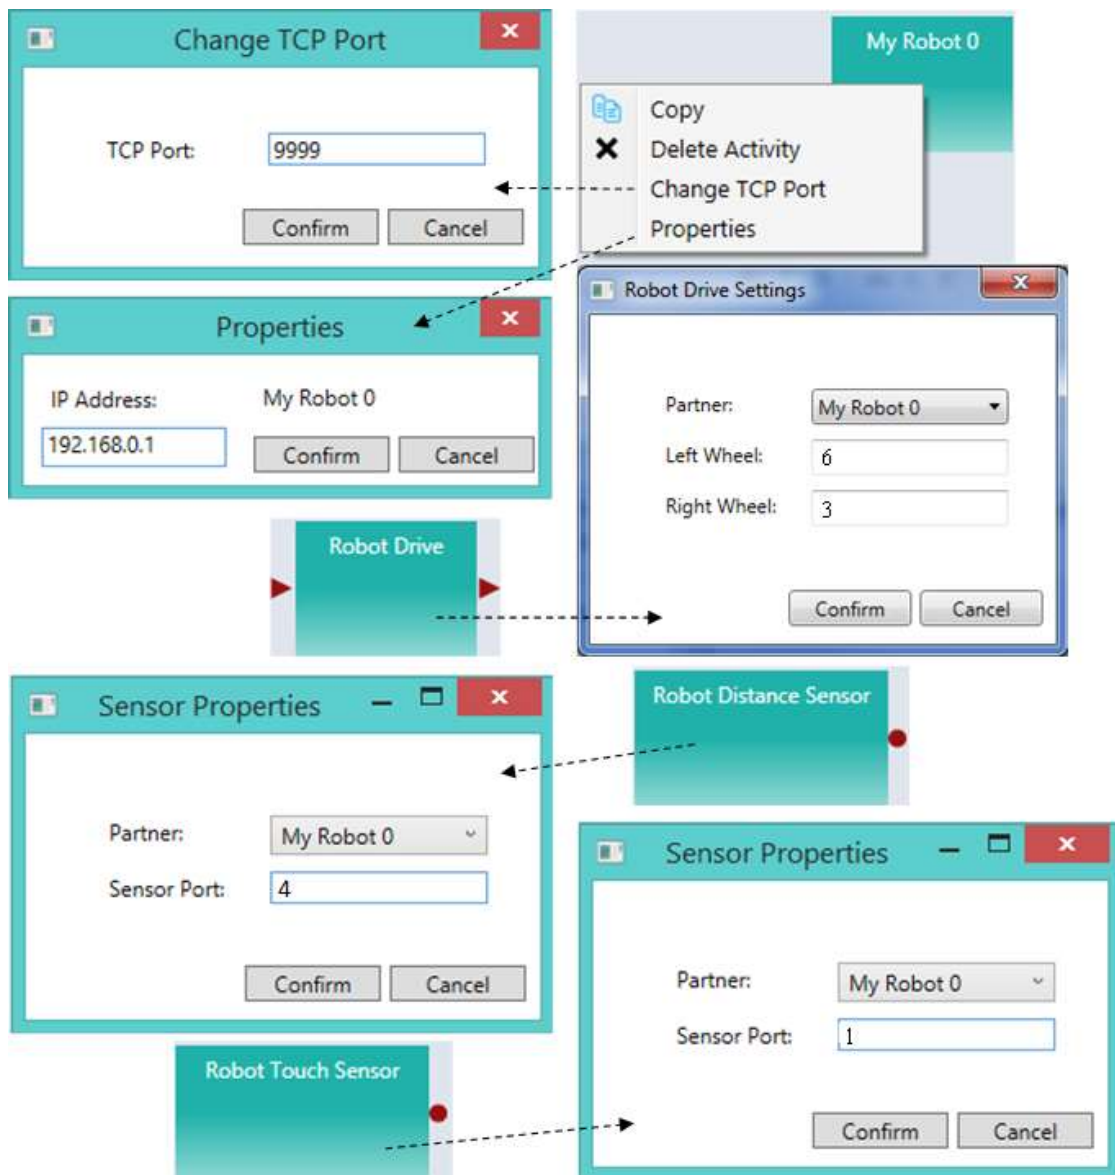 Change TCP Port
TCP Port: 9999
Confirm Cancel
My Robot 0
Copy
Delete Activity
Change TCP Port
Properties
Properties
IP Address: My Robot 0
192.168.0.1 Confirm Cancel
Robot Drive Settings
Partner: My Robot 0
Left Wheel: 6
Right Wheel: 3
Confirm Cancel
Robot Drive
Sensor Properties
Partner: My Robot 0
Sensor Port: 4
Confirm Cancel
Robot Distance Sensor
Sensor Properties
Partner: My Robot 0
Sensor Port: 1
Confirm Cancel
Robot Touch Sensor